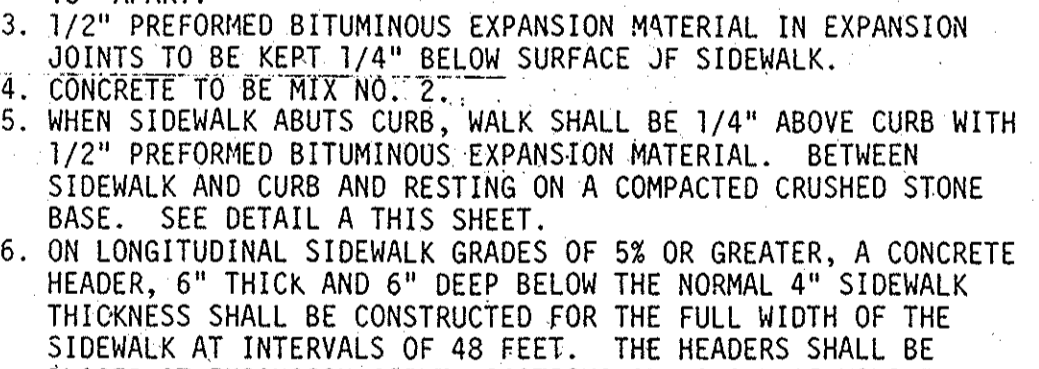 3. 1/2" PREFORMED BITUMINOUS EXPANSION MATERIAL IN EXPANSION
JOINTS TO BE KEPT 1/4" BELOW SURFACE OF SIDEWALK.
4. CONCRETE TO BE MIX NO. 2.
5. WHEN SIDEWALK ABUTS CURB, WALK SHALL BE 1/4" ABOVE CURB WITH
1/2" PREFORMED BITUMINOUS EXPANSION MATERIAL. BETWEEN
SIDEWALK AND CURB AND RESTING ON A COMPACTED CRUSHED STONE
BASE. SEE DETAIL A THIS SHEET.
6. ON LONGITUDINAL SIDEWALK GRADES OF 5% OR GREATER, A CONCRETE
HEADER, 6" THICK AND 6" DEEP BELOW THE NORMAL 4" SIDEWALK
THICKNESS SHALL BE CONSTRUCTED FOR THE FULL WIDTH OF THE
SIDEWALK AT INTERVALS OF 48 FEET. THE HEADERS SHALL BE